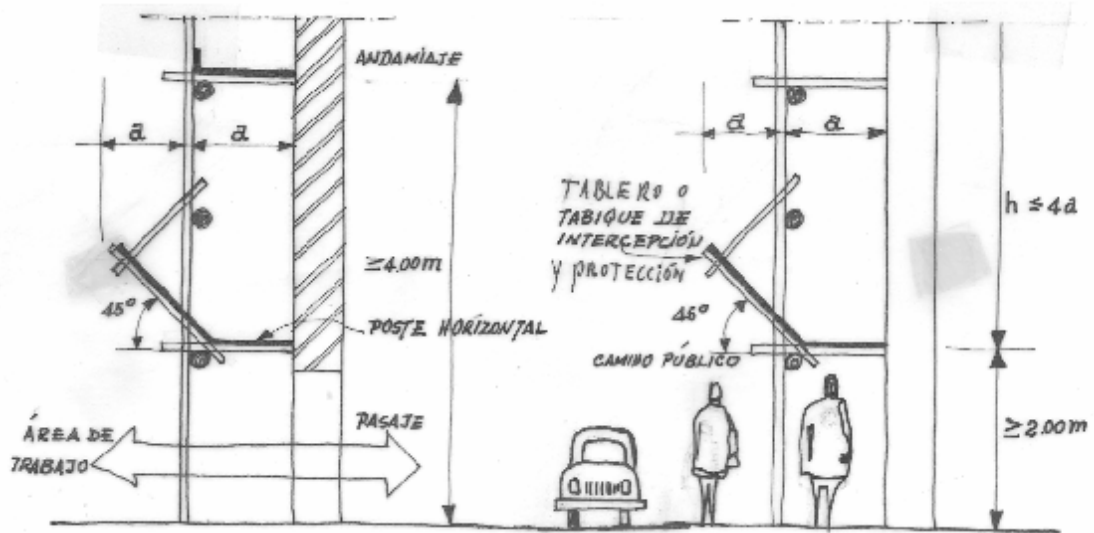 ANDAMIAJE
a
a
≥4.00m
45°
POSTE HORIZONTAL
ÁREA DE
TRABAJO
PASAJE
a
a
TABLERO O
TABIQUE DE
INTERCEPCIÓN
Y PROTECCIÓN
45°
CAMINO PÚBLICO
h ≤ 4a
≥2.00m